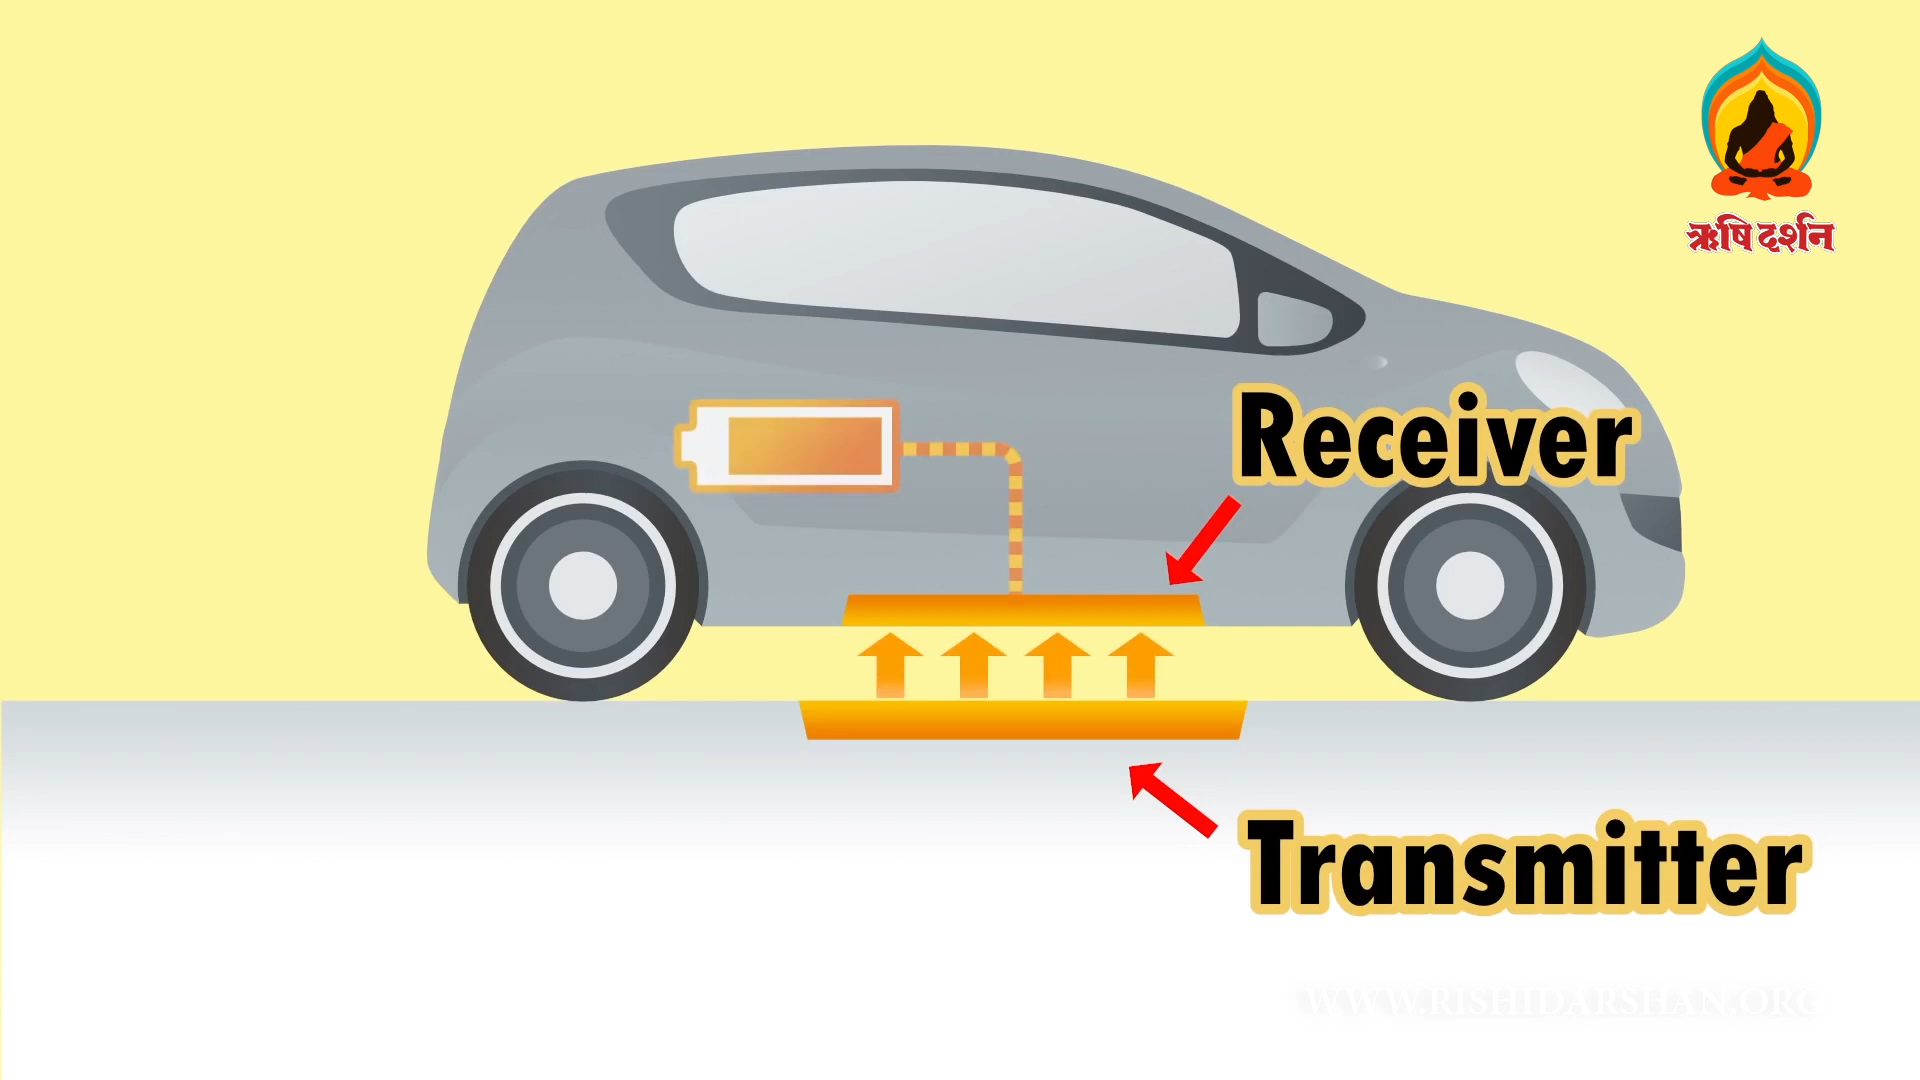 ऋषि दर्शन
Receiver
Transmitter
WWW.RISHIDARSHAN.ORG